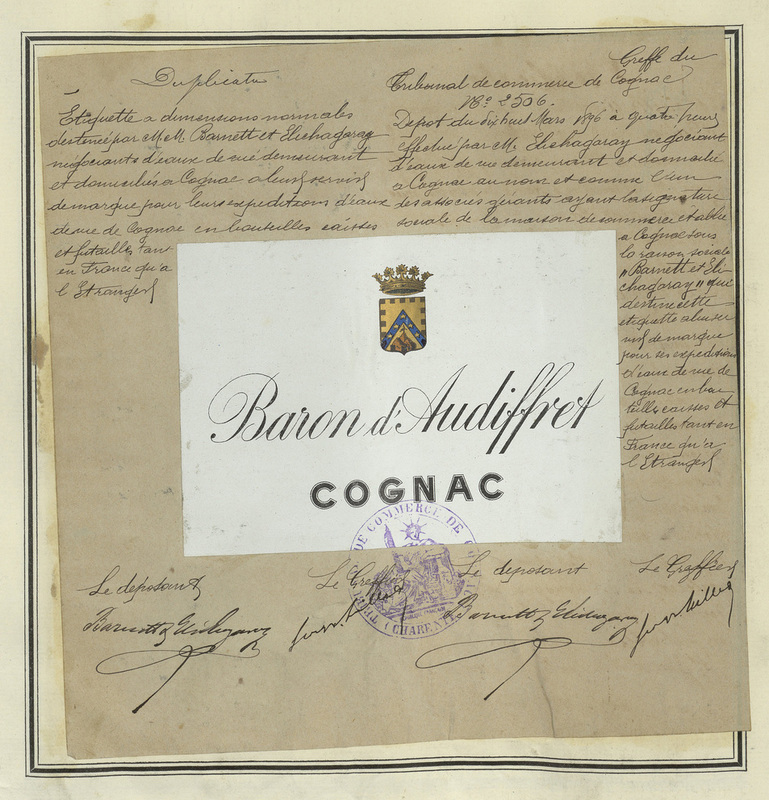 Duplicata
Etiquette a dimensions normales
destinée par M.M. Barnett et Elichagaray
négociants d'eaux de vie demeurant
et domiciliés a Cognac a leur servir
de marque pour leurs expéditions d'eaux
de vie de Cognac en bouteilles caisses
et futailles tant
en France qu'a
l'Etranger
Greffe du
Tribunal de commerce de Cognac
No. 2506.
Depot du dix huit Mars 1896 à quatre heures
effectué par M. Elichagaray négociant
d'eaux de vie demeurant et domicilié
a Cognac au nom et comme l'un
des associés gérants ayant la signature
sociale de la maison de commerce etablie
a Cognac sous
la raison sociale
"Barnett et Eli-
chagaray" que
destine cette
etiquette a leur ser
vir de marque
pour ses expéditions
d'eaux de vie de
Cognac en bou
teilles caisses et
futailles tant en
France qu'a
l'Etranger
Baron d'Audiffret
COGNAC
DE COMMERCE DE
(CHARENTE)
Le déposant
Le Greffier
Le déposant
Le Greffier
Barnett & Elichagaray
Barnett & Elichagaray